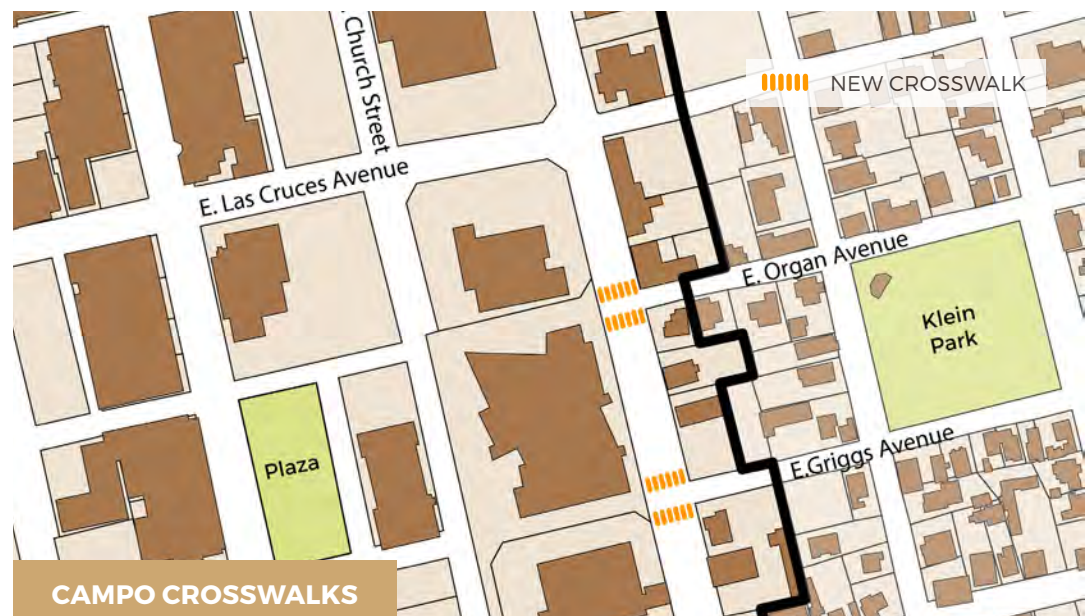 Church Street
NEW CROSSWALK
E. Las Cruces Avenue
E. Organ Avenue
Klein
Park
Plaza
E.Griggs Avenue
CAMPO CROSSWALKS